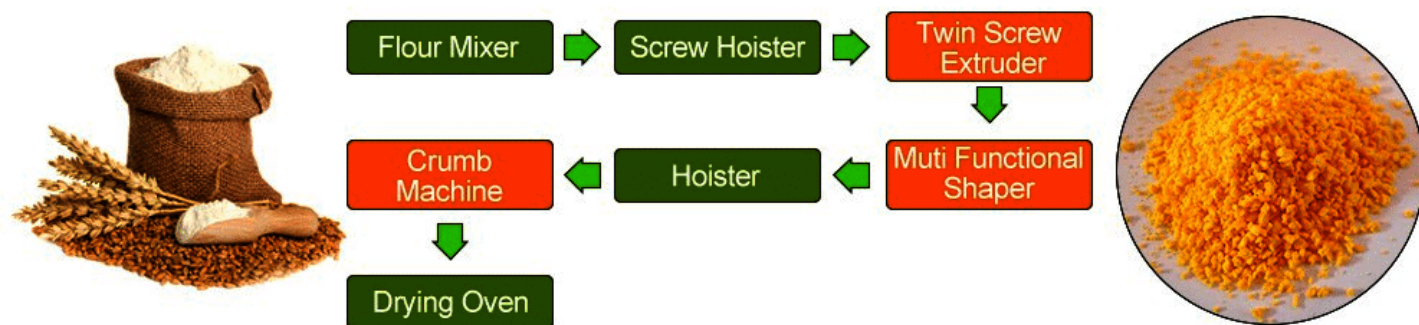 Flour Mixer
Screw Hoister
Twin Screw
Extruder
Muti Functional
Shaper
Hoister
Crumb
Machine
Drying Oven